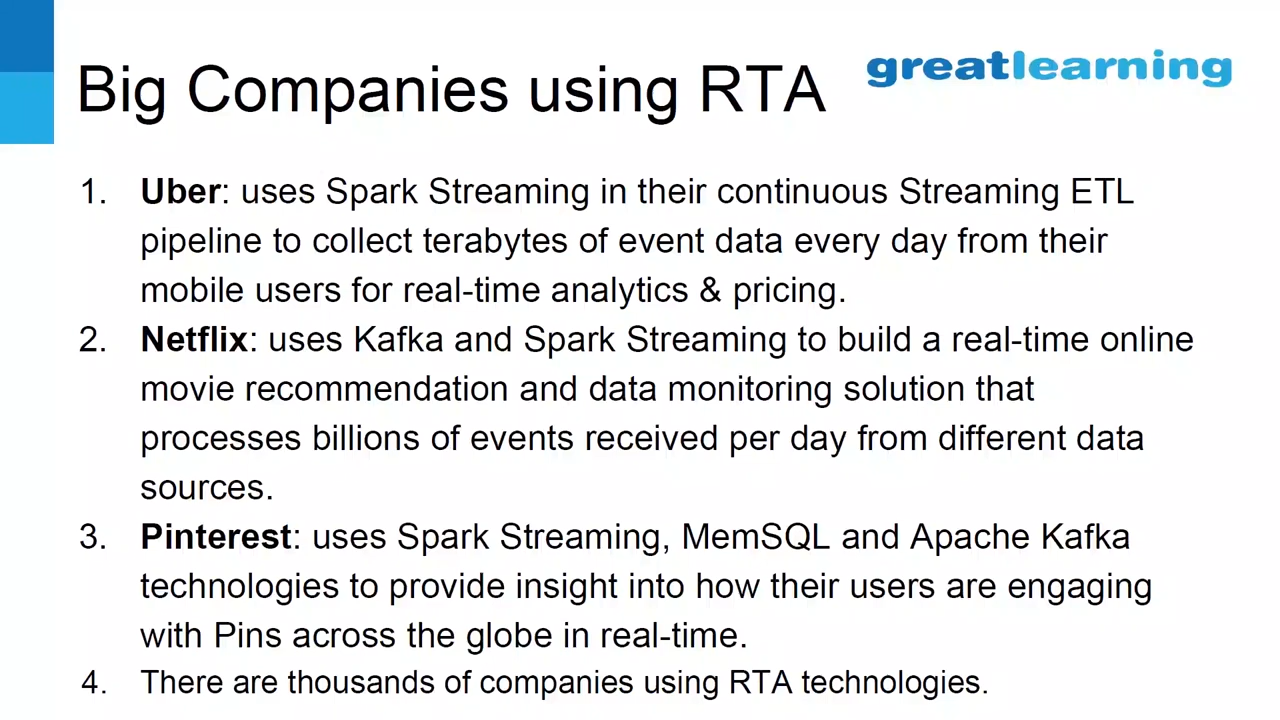 Big Companies using RTA
greatlearning
1. Uber: uses Spark Streaming in their continuous Streaming ETL
pipeline to collect terabytes of event data every day from their
mobile users for real-time analytics & pricing.
2. Netflix: uses Kafka and Spark Streaming to build a real-time online
movie recommendation and data monitoring solution that
processes billions of events received per day from different data
sources.
3. Pinterest: uses Spark Streaming, MemSQL and Apache Kafka
technologies to provide insight into how their users are engaging
with Pins across the globe in real-time.
4. There are thousands of companies using RTA technologies.